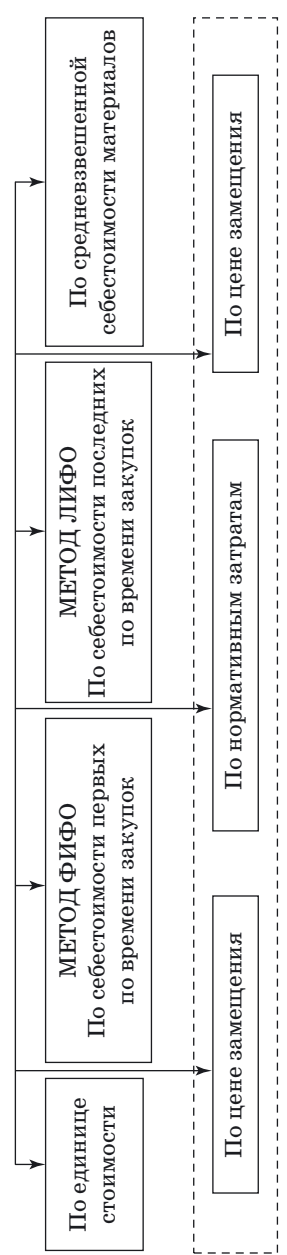 По единице
стоимости
МЕТОД ФИФО
По себестоимости первых
по времени закупок
МЕТОД ЛИФО
По себестоимости последних
по времени закупок
По средневзвешенной
себестоимости материалов
По цене замещения
По нормативным затратам
По цене замещения